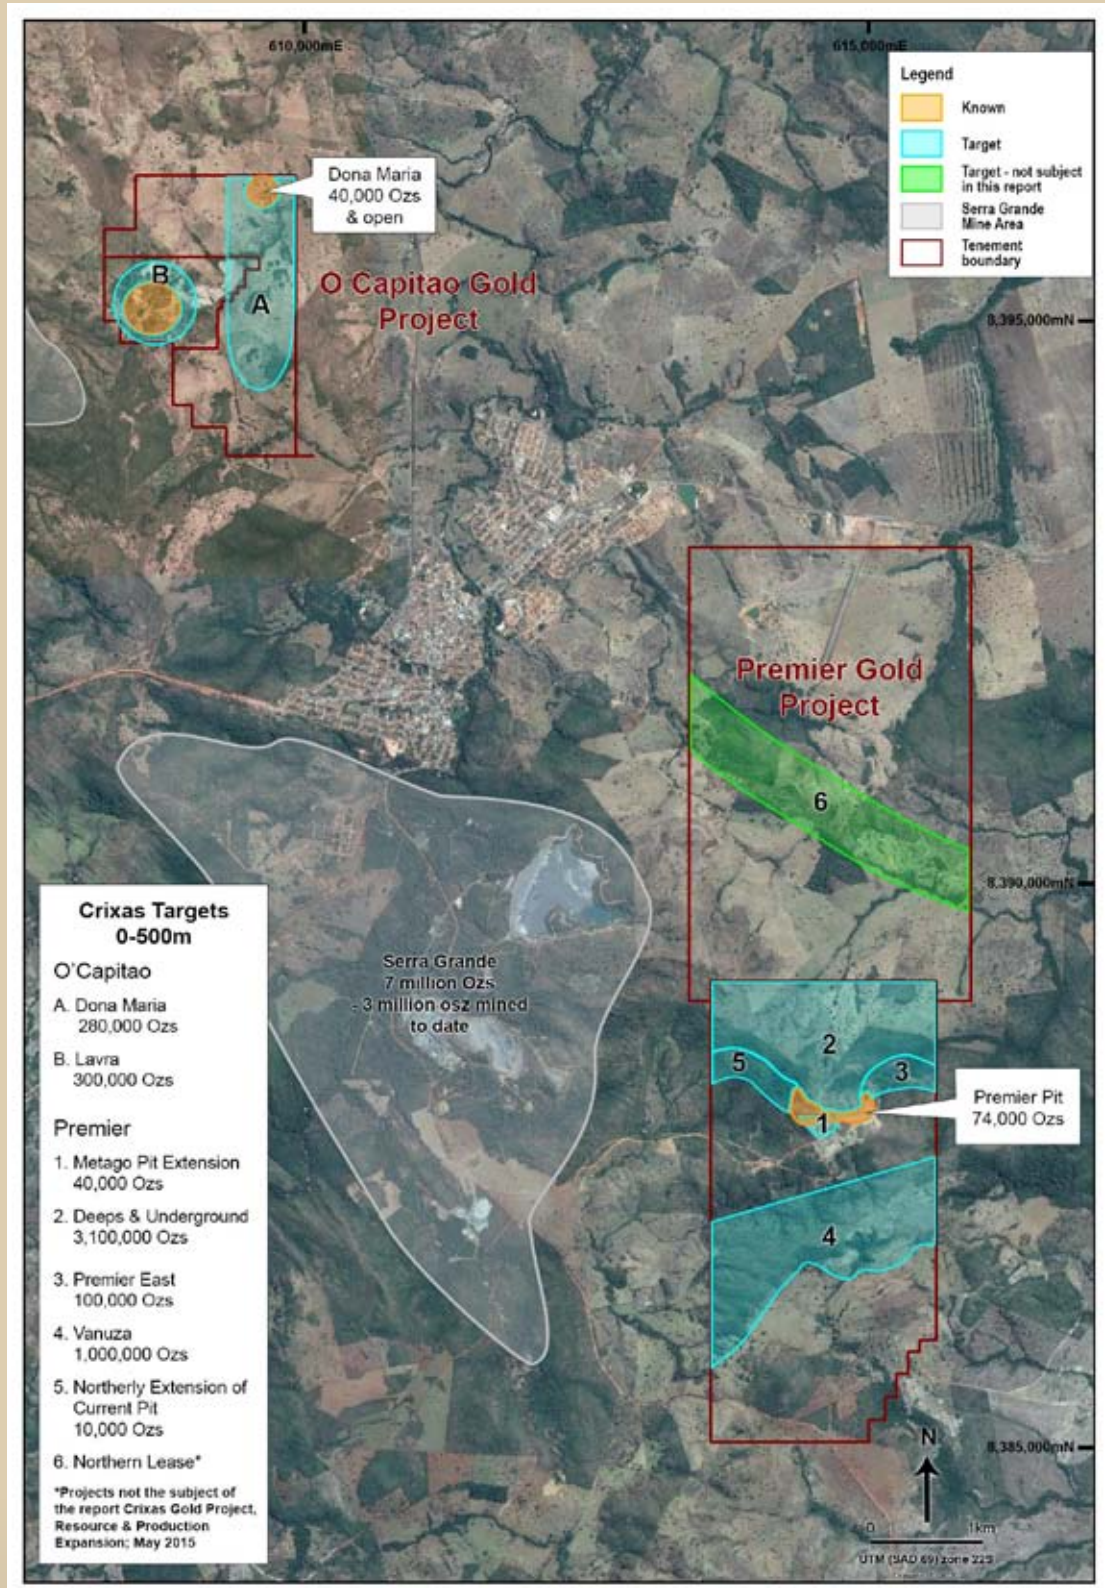 610,000mE
615,000mE
Legend
Known
Target
Target - not subject
in this report
Serra Grande
Mine Area
Tenement
boundary
Dona Maria
40,000 Ozs
& open
B
A
O Capitao Gold
Project
8,395,000mN
Premier Gold
Project
6
8,390,000mN
Crixas Targets
0-500m
O'Capitao
A. Dona Maria
280,000 Ozs
B. Lavra
300,000 Ozs
Premier
1. Metago Pit Extension
40,000 Ozs
2. Deeps & Underground
3,100,000 Ozs
3. Premier East
100,000 Ozs
4. Vanuza
1,000,000 Ozs
5. Northerly Extension of
Current Pit
10,000 Ozs
6. Northern Lease*
*Projects not the subject of
the report Crixas Gold Project,
Resource & Production
Expansion; May 2015
Serra Grande
7 million Ozs
- 3 million osz mined
to date
2
5
3
1
Premier Pit
74,000 Ozs
4
8,385,000mN
N
0 1km
UTM (SAD 69) zone 22S